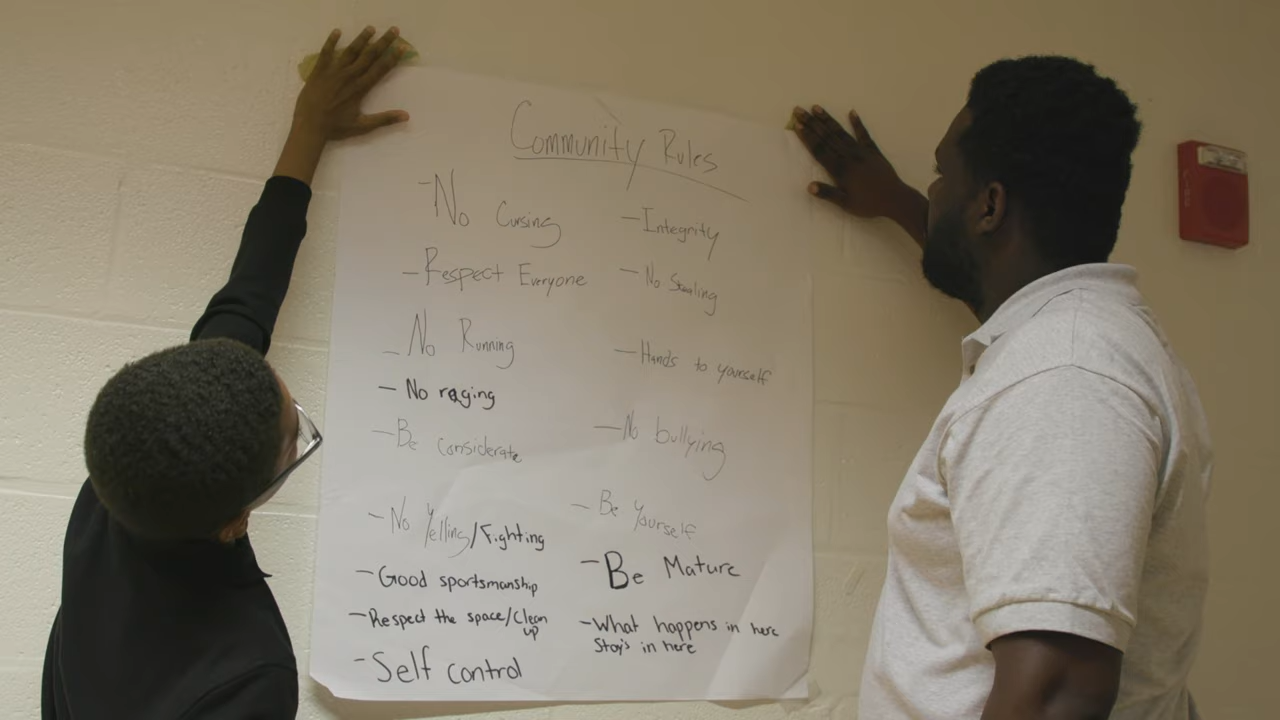 Community Rules
- No Cursing
- Respect Everyone
- No Running
- No raging
- Be considerate
- No Yelling/Fighting
- Good sportsmanship
- Respect the space/Clean
up
- Self control
- Integrity
- No Stealing
- Hands to yourself
- No bullying
- Be Yourself
- Be Mature
- What happens in here
Stay's in here
FIRE